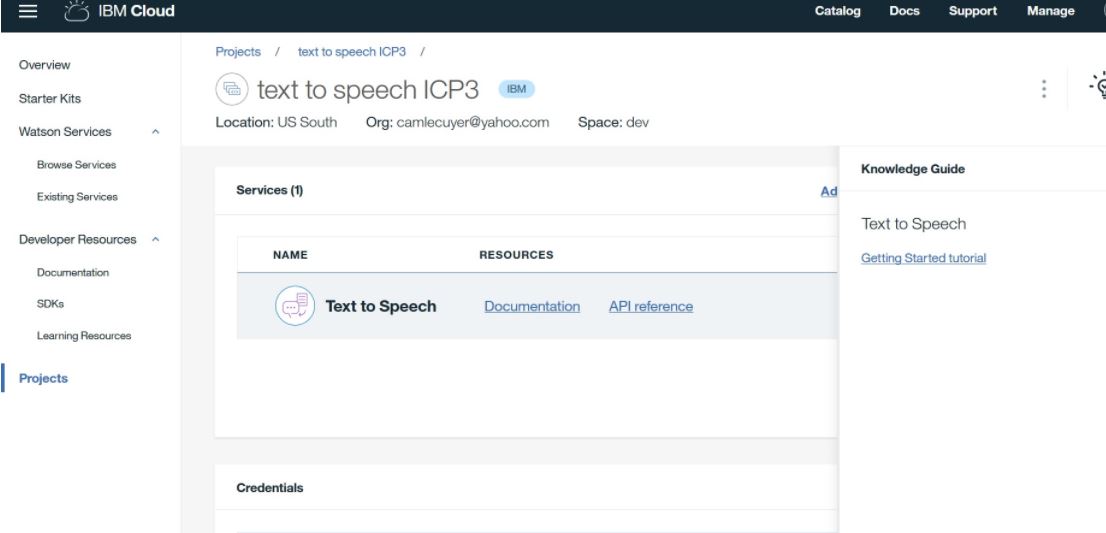 IBM Cloud
Catalog Docs Support Manage
Overview
Starter Kits
Watson Services
Browse Services
Existing Services
Developer Resources
Documentation
SDKs
Learning Resources
Projects
Projects / text to speech ICP3 /
text to speech ICP3 IBM
Location: US South Org: camlecuyer@yahoo.com Space: dev
Services (1)
Ad
NAME RESOURCES
Text to Speech Documentation API reference
Credentials
Knowledge Guide
Text to Speech
Getting Started tutorial